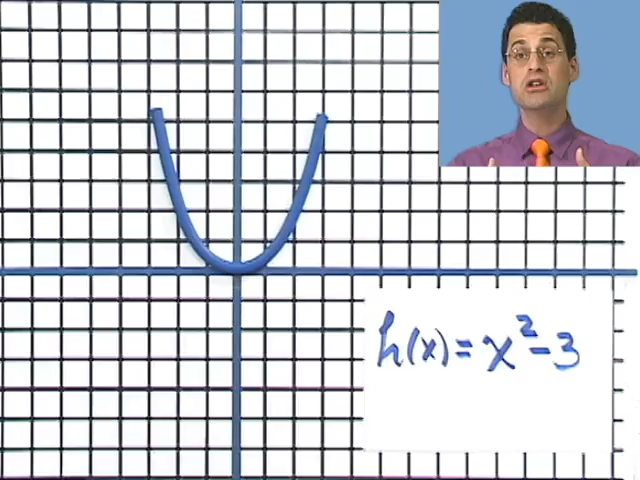 h(x) = x² - 3